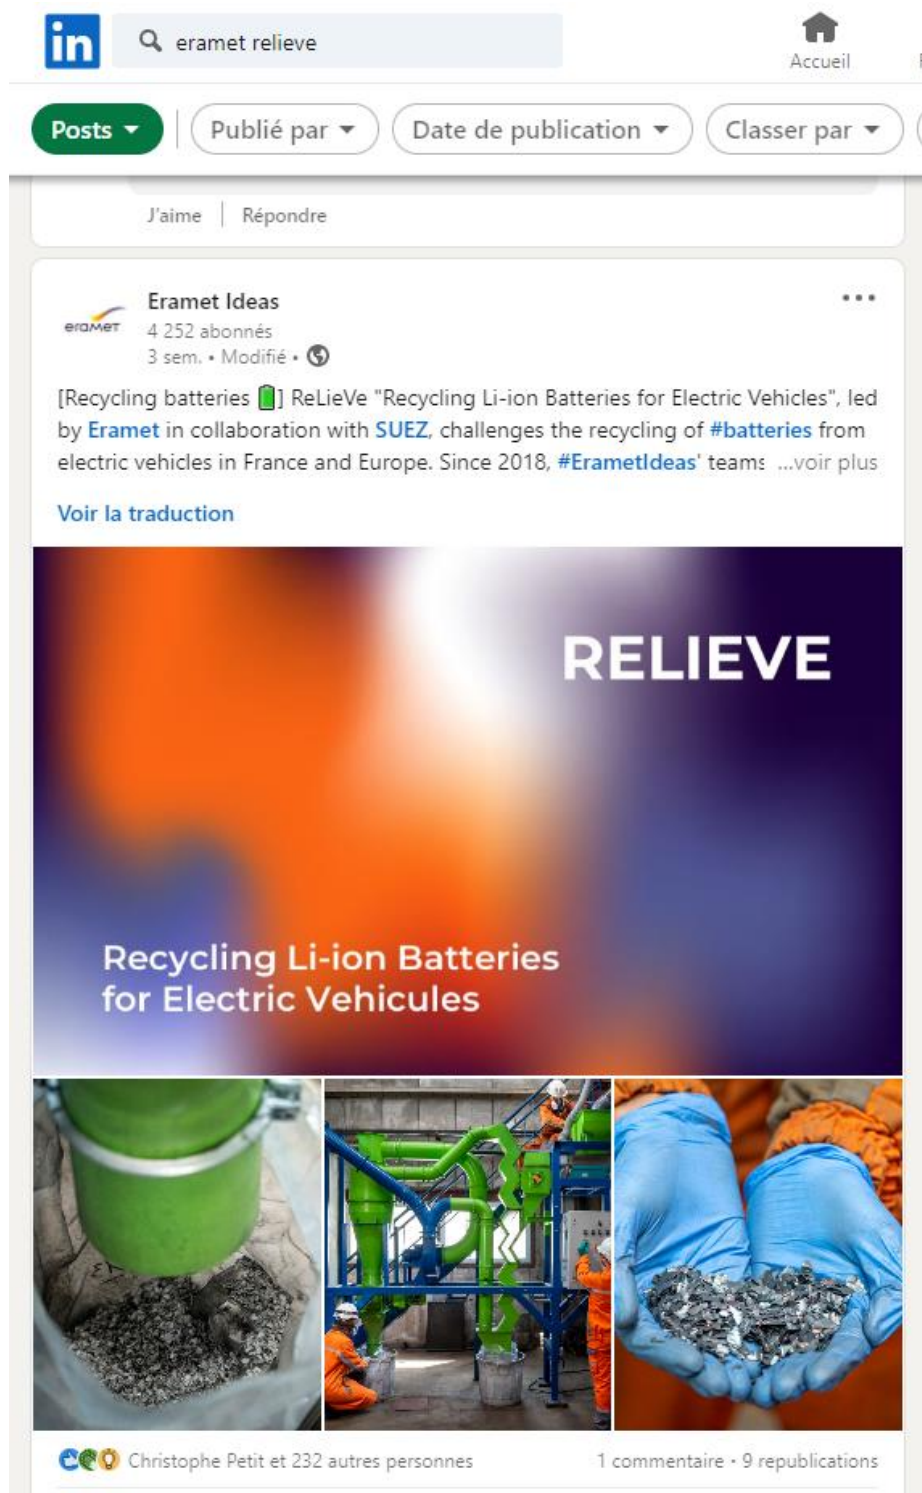 in
eramet relieve
Accueil
Posts
Publié par
Date de publication
Classer par
J'aime
Répondre
Eramet Ideas
eramet
4 252 abonnés
3 sem. • Modifié •
[Recycling batteries 🔋] ReLieVe "Recycling Li-ion Batteries for Electric Vehicles", led
by Eramet in collaboration with SUEZ, challenges the recycling of #batteries from
electric vehicles in France and Europe. Since 2018, #ErametIdeas' teams ...voir plus
Voir la traduction
RELIEVE
Recycling Li-ion Batteries
for Electric Vehicules
Christophe Petit et 232 autres personnes
1 commentaire • 9 republications